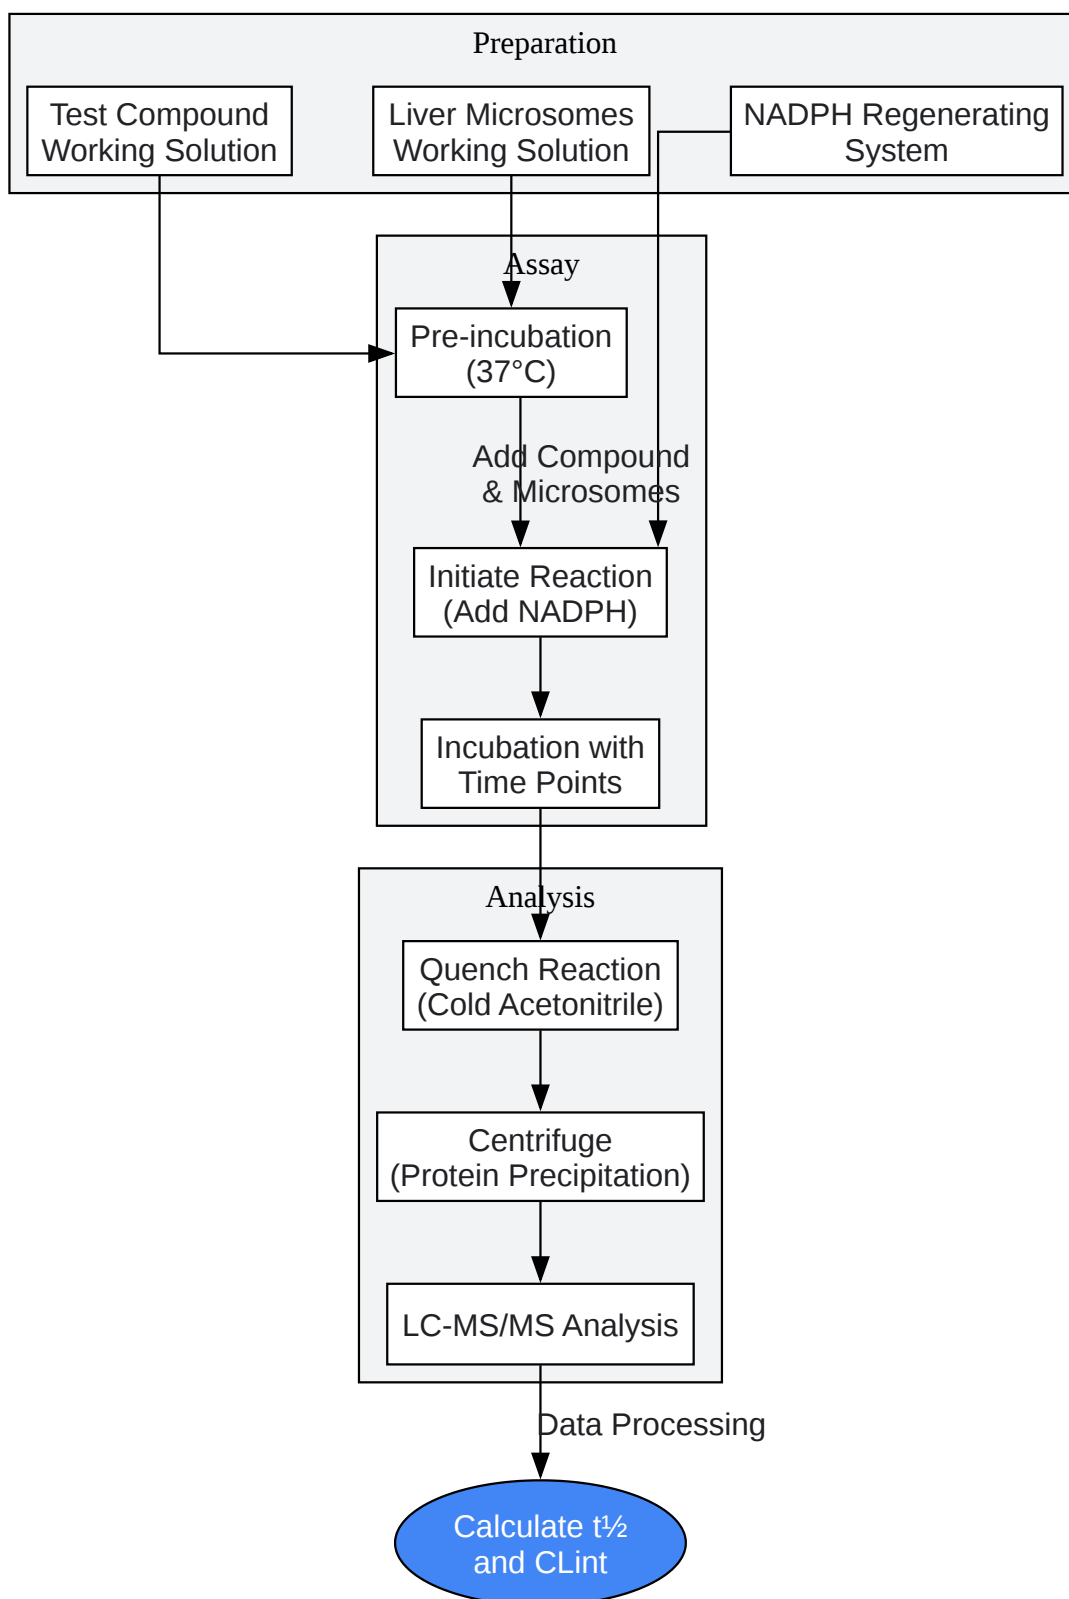 Preparation
Test Compound
Working Solution
Liver Microsomes
Working Solution
NADPH Regenerating
System
Assay
Pre-incubation
(37°C)
Add Compound
& Microsomes
Initiate Reaction
(Add NADPH)
Incubation with
Time Points
Analysis
Quench Reaction
(Cold Acetonitrile)
Centrifuge
(Protein Precipitation)
LC-MS/MS Analysis
Data Processing
Calculate t½
and CLint